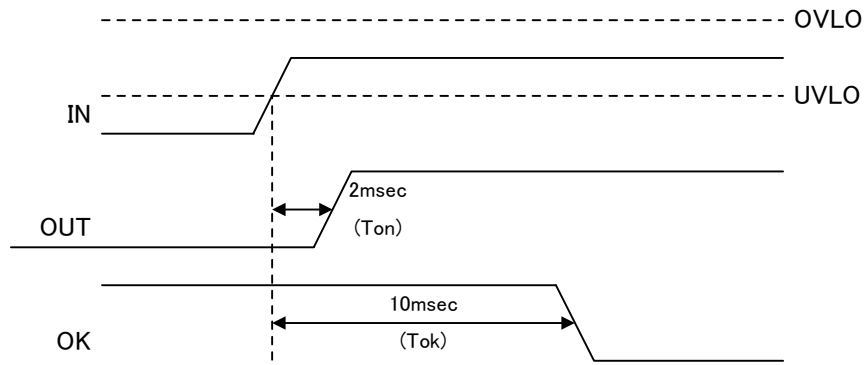 OVLO
UVLO
IN
2msec
(Ton)
OUT
10msec
(Tok)
OK